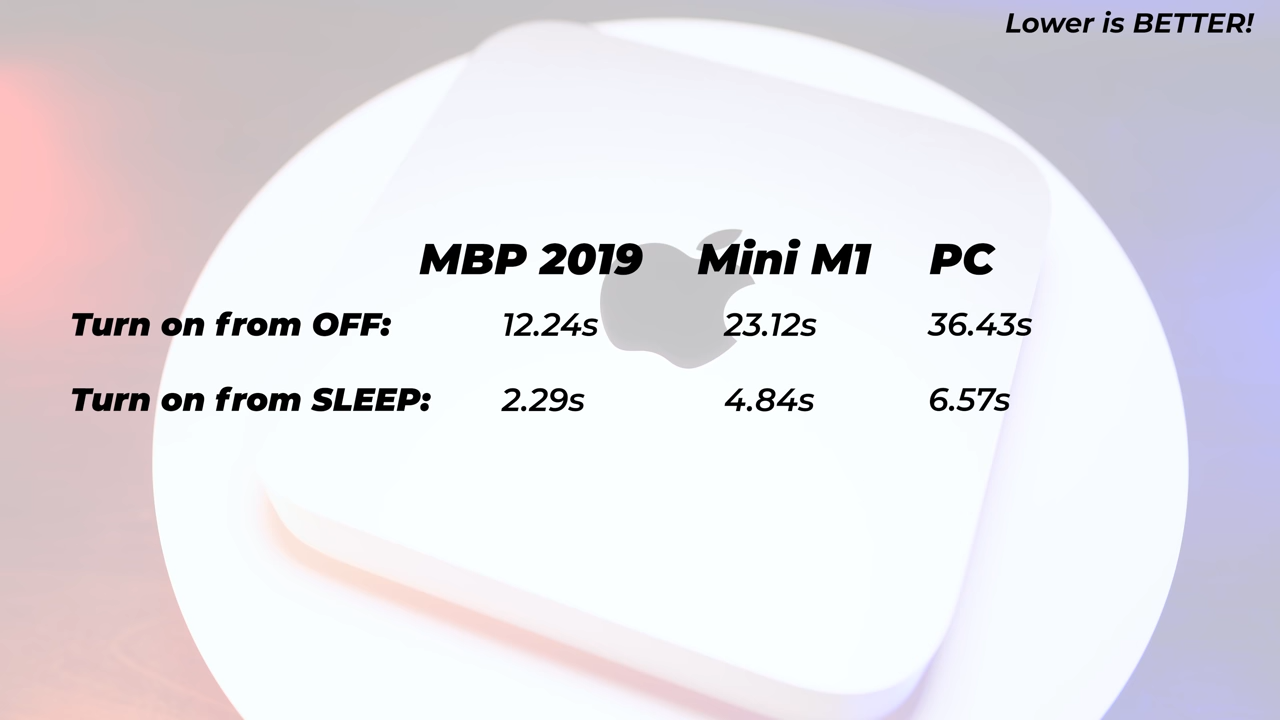 Lower is BETTER!
MBP 2019 Mini M1 PC
Turn on from OFF: 12.24s 23.12s 36.43s
Turn on from SLEEP: 2.29s 4.84s 6.57s